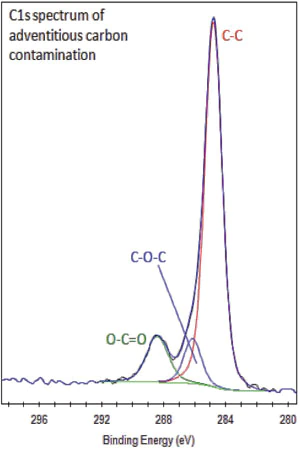 C1s spectrum of
adventitious carbon
contamination
C-C
C-O-C
O-C=O
296 292 288 284 280
Binding Energy (eV)